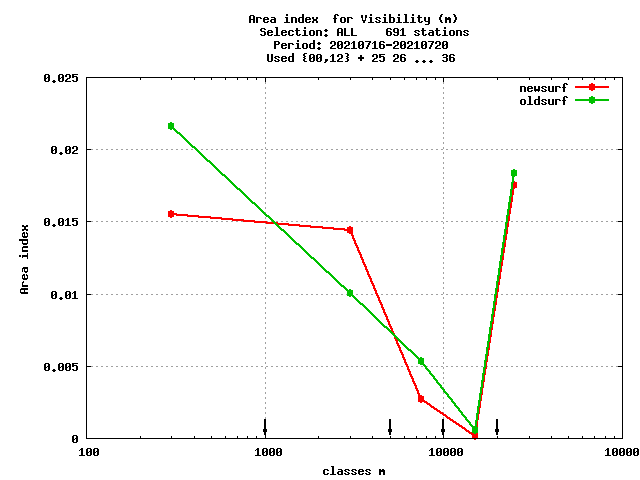 Area index  for Visibility (m)
Selection: ALL    691 stations
Period: 20210716-20210720
Used {00,12} + 25 26 ... 36
0.025
0.02
0.015
0.01
0.005
0
newsurf
oldsurf
Area index
100
1000
10000
10000
classes m